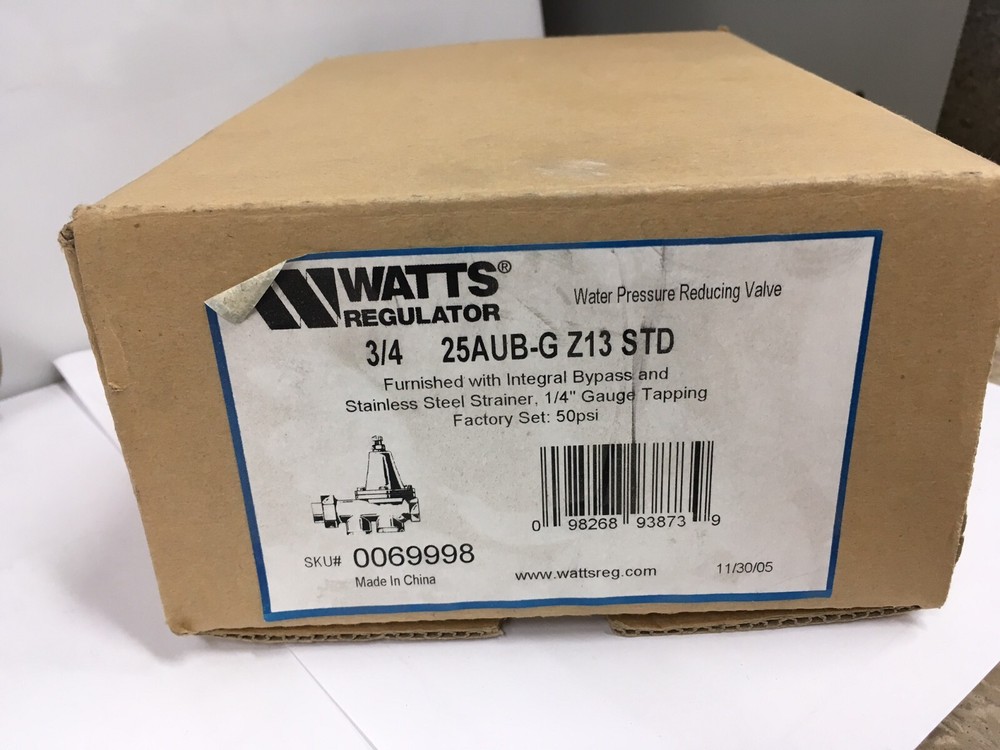 WATTS®
REGULATOR
Water Pressure Reducing Valve
3/4 25AUB-G Z13 STD
Furnished with Integral Bypass and
Stainless Steel Strainer, 1/4" Gauge Tapping
Factory Set: 50psi
0 98268 93873 9
SKU# 0069998
Made In China
www.wattsreg.com
11/30/05